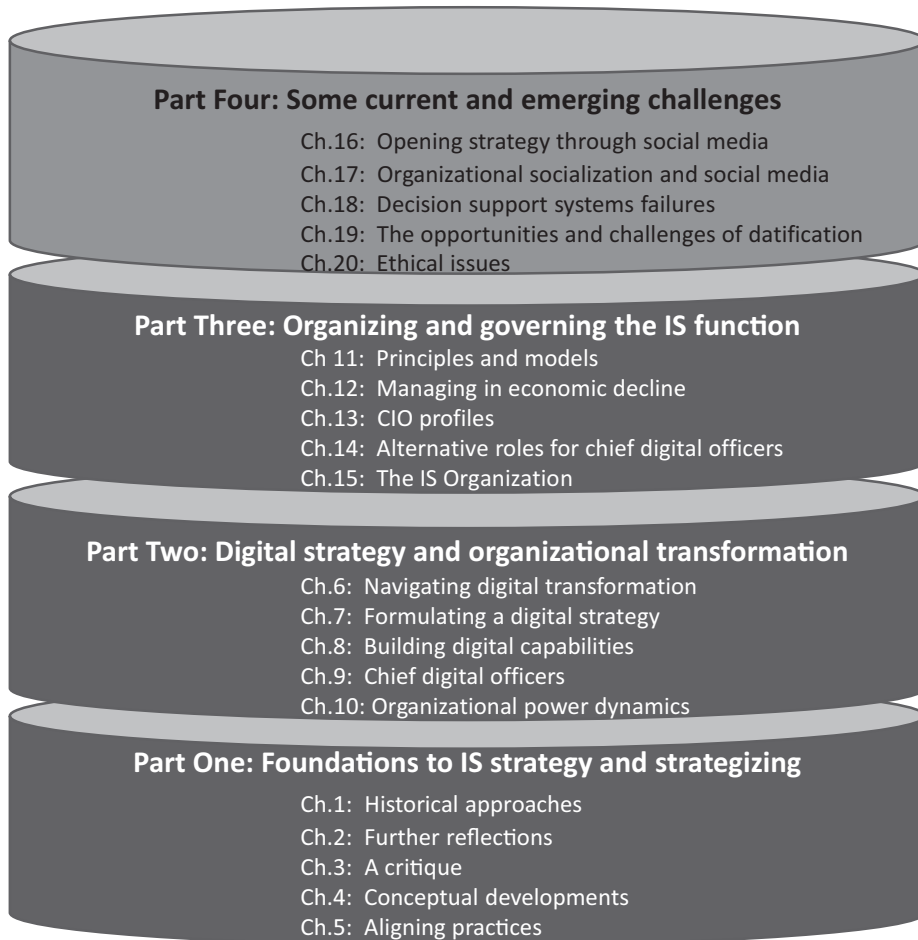 Part Four: Some current and emerging challenges
Ch.16: Opening strategy through social media
Ch.17: Organizational socialization and social media
Ch.18: Decision support systems failures
Ch.19: The opportunities and challenges of datification
Ch.20: Ethical issues
Part Three: Organizing and governing the IS function
Ch 11: Principles and models
Ch.12: Managing in economic decline
Ch.13: CIO profiles
Ch.14: Alternative roles for chief digital officers
Ch.15: The IS Organization
Part Two: Digital strategy and organizational transformation
Ch.6: Navigating digital transformation
Ch.7: Formulating a digital strategy
Ch.8: Building digital capabilities
Ch.9: Chief digital officers
Ch.10: Organizational power dynamics
Part One: Foundations to IS strategy and strategizing
Ch.1: Historical approaches
Ch.2: Further reflections
Ch.3: A critique
Ch.4: Conceptual developments
Ch.5: Aligning practices